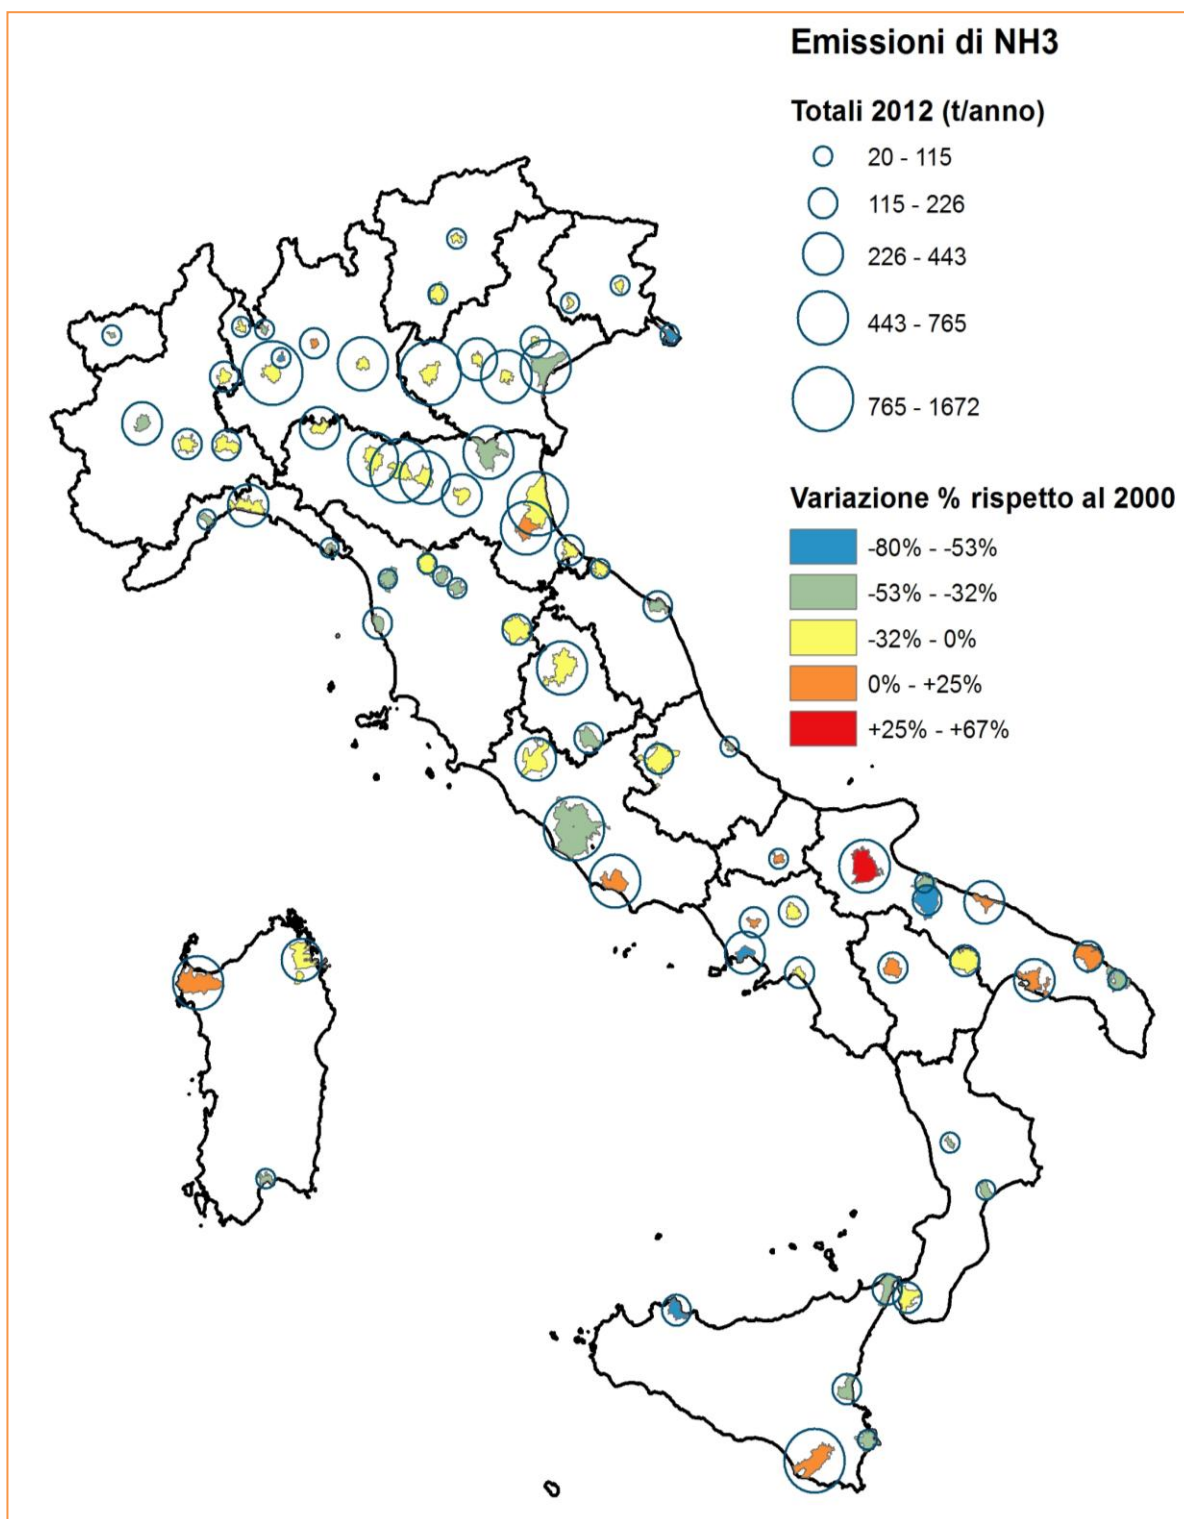 Emissioni di NH3
Totali 2012 (t/anno)
20 - 115
115 - 226
226 - 443
443 - 765
765 - 1672
Variazione % rispetto al 2000
-80% - -53%
-53% - -32%
-32% - 0%
0% - +25%
+25% - +67%